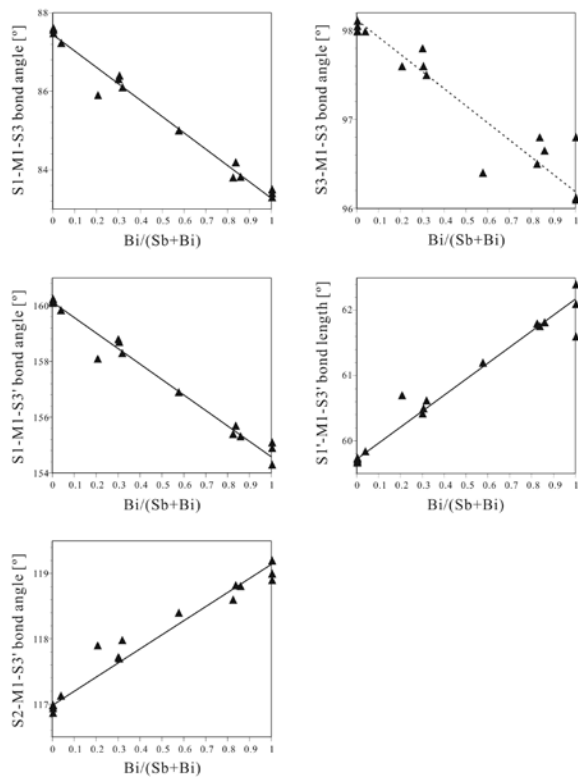 S1-M1-S3 bond angle [°]
88
86
84
0 0.1 0.2 0.3 0.4 0.5 0.6 0.7 0.8 0.9 1
Bi/(Sb+Bi)
S3-M1-S3 bond angle [°]
98
97
96
0 0.1 0.2 0.3 0.4 0.5 0.6 0.7 0.8 0.9 1
Bi/(Sb+Bi)
S1-M1-S3' bond angle [°]
160
158
156
154
0 0.1 0.2 0.3 0.4 0.5 0.6 0.7 0.8 0.9 1
Bi/(Sb+Bi)
S1'-M1-S3' bond length [°]
62
61
60
0 0.1 0.2 0.3 0.4 0.5 0.6 0.7 0.8 0.9 1
Bi/(Sb+Bi)
S2-M1-S3' bond angle [°]
119
118
117
0 0.1 0.2 0.3 0.4 0.5 0.6 0.7 0.8 0.9 1
Bi/(Sb+Bi)